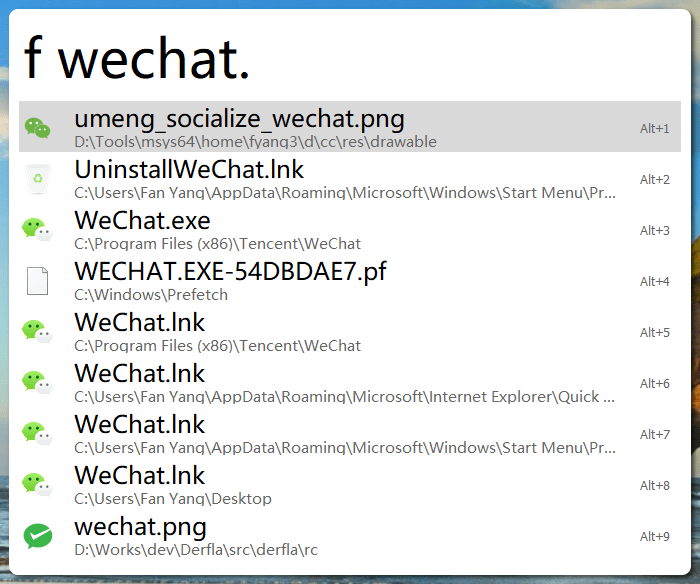 f wechat.
umeng_socialize_wechat.png
D:\Tools\msys64\home\fyang3\d\cc\res\drawable
Alt+1
UninstallWeChat.lnk
C:\Users\Fan Yang\AppData\Roaming\Microsoft\Windows\Start Menu\Pr...
Alt+2
WeChat.exe
C:\Program Files (x86)\Tencent\WeChat
Alt+3
WECHAT.EXE-54DBDAE7.pf
C:\Windows\Prefetch
Alt+4
WeChat.lnk
C:\Program Files (x86)\Tencent\WeChat
Alt+5
WeChat.lnk
C:\Users\Fan Yang\AppData\Roaming\Microsoft\Internet Explorer\Quick ...
Alt+6
WeChat.lnk
C:\Users\Fan Yang\AppData\Roaming\Microsoft\Windows\Start Menu\Pr...
Alt+7
WeChat.lnk
C:\Users\Fan Yang\Desktop
Alt+8
wechat.png
D:\Works\dev\Derfla\src\derfla\rc
Alt+9